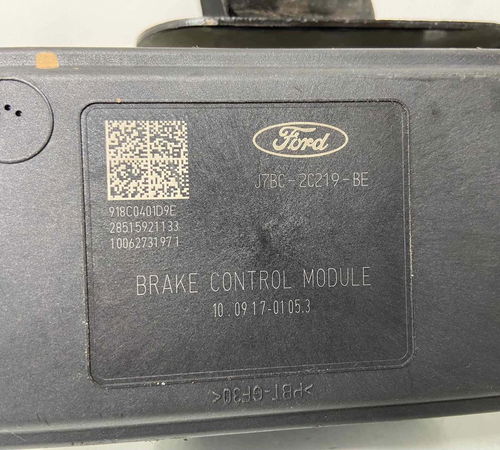 Ford
J7BC-2C219-BE
918C0401D9E
28515921133
10062731971
BRAKE CONTROL MODULE
10.0917-0105.3
>PBT-GF30<